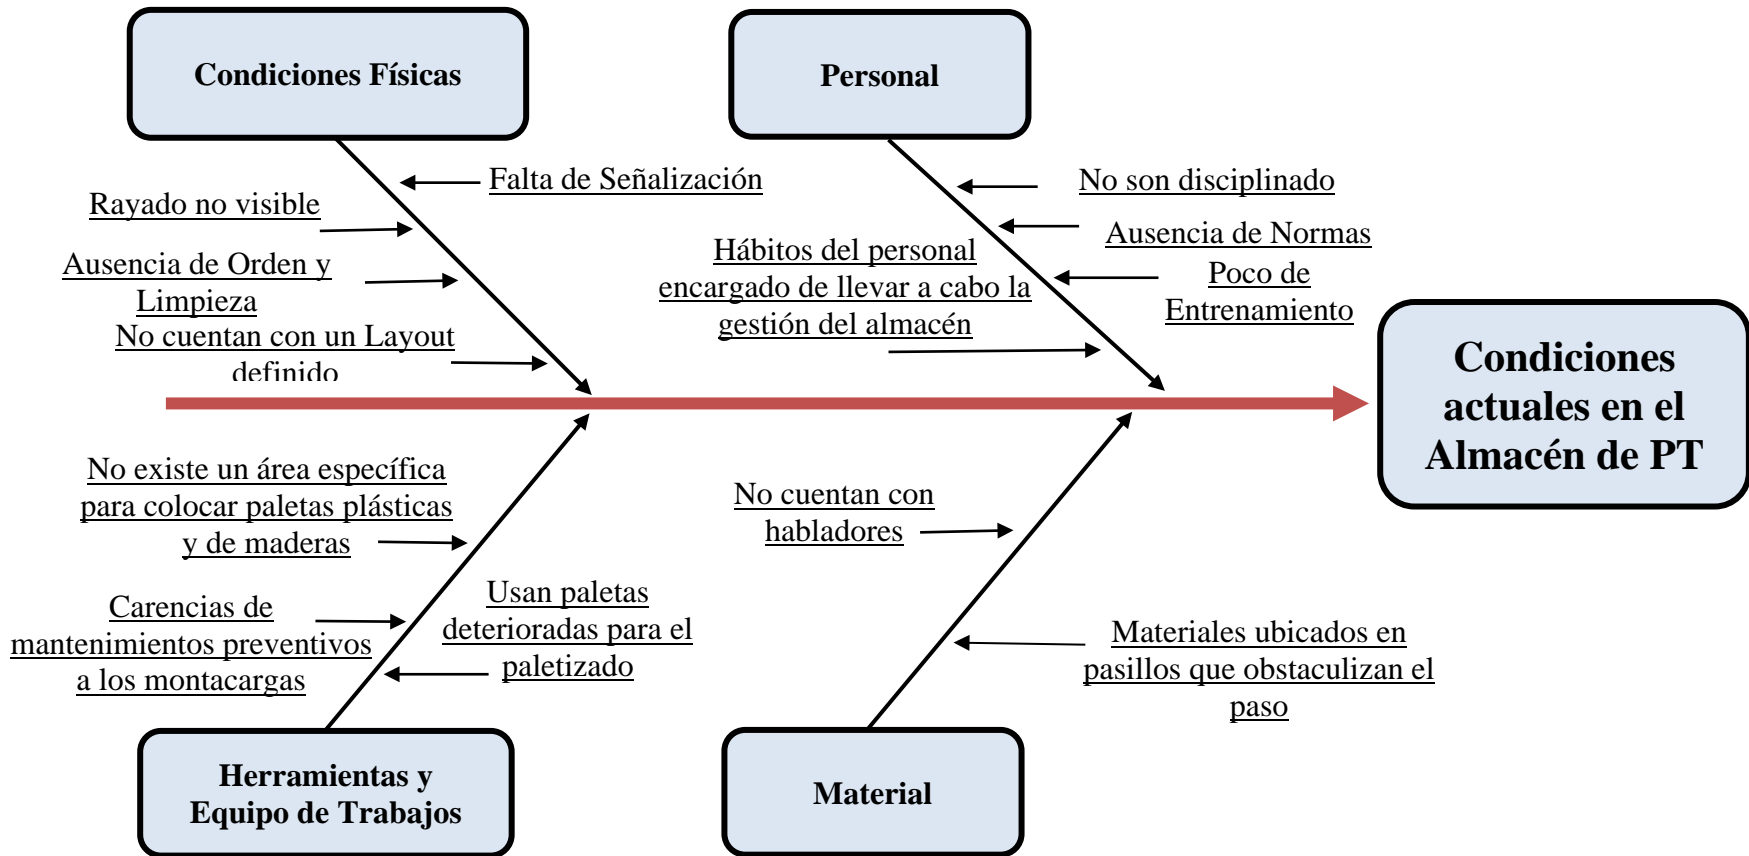 Condiciones Físicas
Personal
Falta de Señalización
Rayado no visible
Ausencia de Orden y
Limpieza
No cuentan con un Layout
definido
No son disciplinado
Ausencia de Normas
Hábitos del personal
encargado de llevar a cabo la
gestión del almacén
Poco de
Entrenamiento
Condiciones
actuales en el
Almacén de PT
No existe un área específica
para colocar paletas plásticas
y de maderas
Carencias de
mantenimientos preventivos
a los montacargas
Usan paletas
deterioradas para el
paletizado
No cuentan con
habladores
Materiales ubicados en
pasillos que obstaculizan el
paso
Herramientas y
Equipo de Trabajos
Material